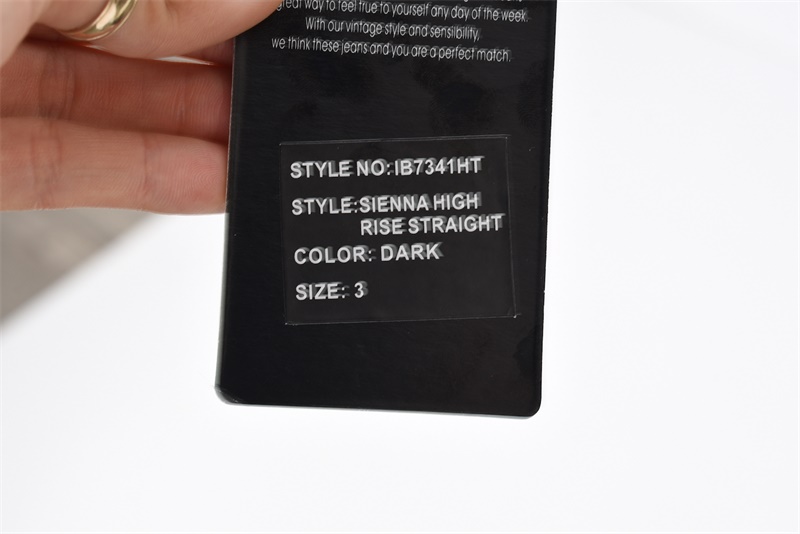 great way to feel true to yourself any day of the week.
With our vintage style and sensibility,
we think these jeans and you are a perfect match.
STYLE NO: IB7341HT
STYLE: SIENNA HIGH
RISE STRAIGHT
COLOR: DARK
SIZE: 3